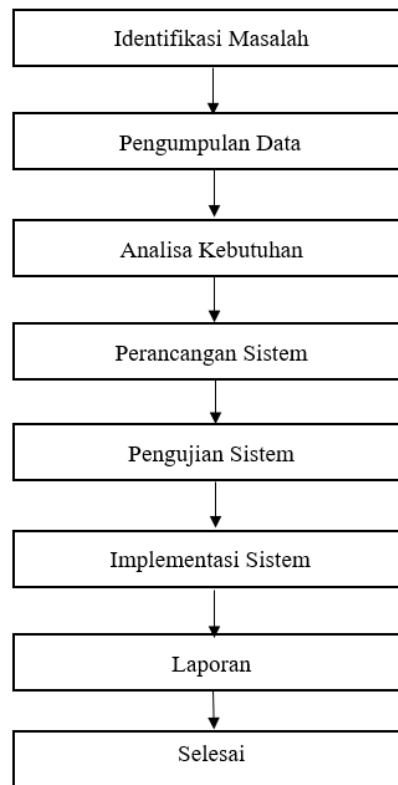 Identifikasi Masalah
Pengumpulan Data
Analisa Kebutuhan
Perancangan Sistem
Pengujian Sistem
Implementasi Sistem
Laporan
Selesai